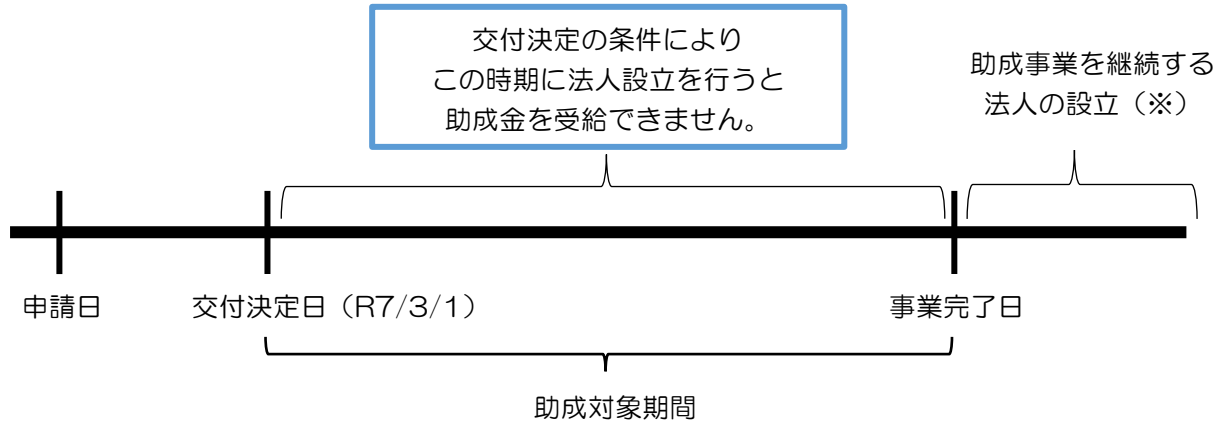 交付決定の条件により
この時期に法人設立を行うと
助成金を受給できません。
助成事業を継続する
法人の設立（※）
申請日
交付決定日（R7/3/1）
事業完了日
助成対象期間